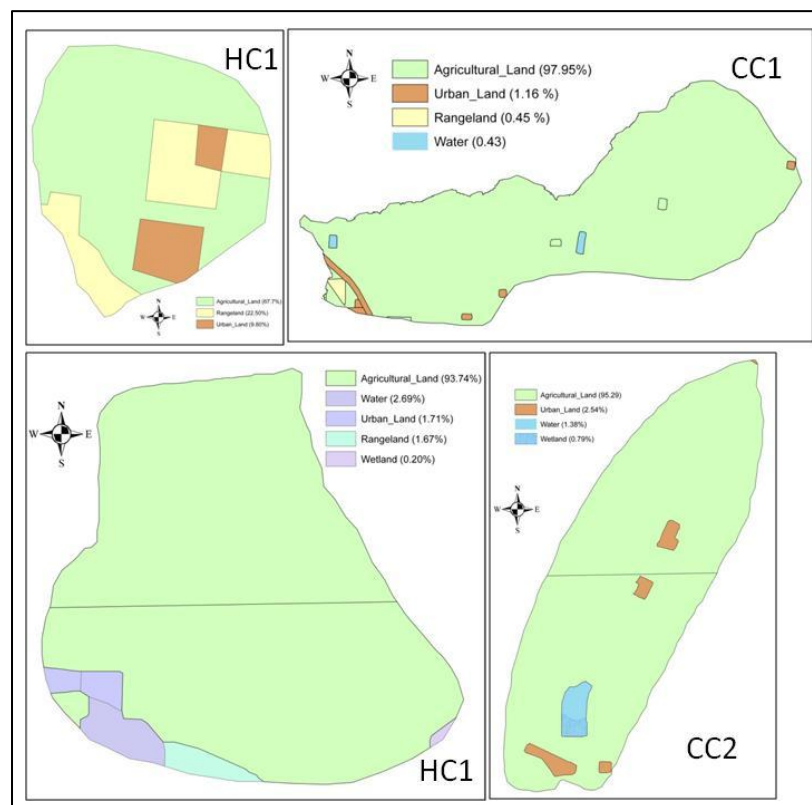 HC1
N
W E
S
Agricultural_Land (67.7%)
Rangeland (22.50%)
Urban_Land (9.80%)
CC1
N
W E
S
Agricultural_Land (97.95%)
Urban_Land (1.16 %)
Rangeland (0.45 %)
Water (0.43)
N
W E
S
Agricultural_Land (93.74%)
Water (2.69%)
Urban_Land (1.71%)
Rangeland (1.67%)
Wetland (0.20%)
HC1
Agricultural_Land (95.29)
Urban_Land (2.54%)
Water (1.38%)
Wetland (0.79%)
N
W E
S
CC2